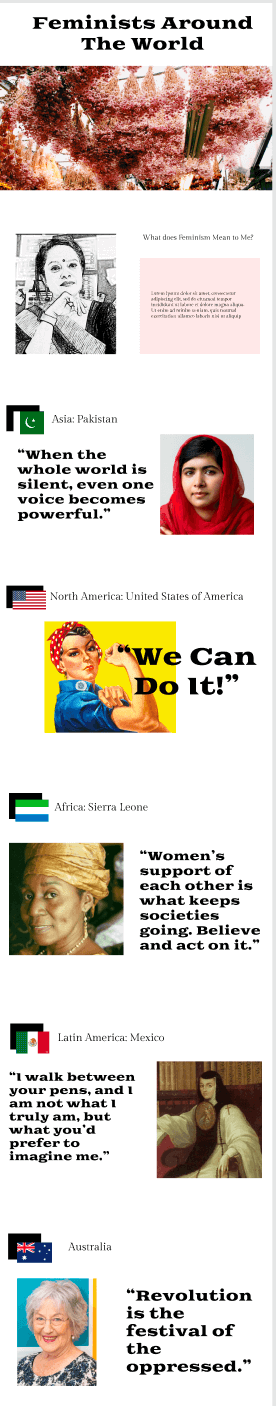 Feminists Around
The World
What does Feminism Mean to Me?
Lorem ipsum dolor sit amet, consectetur
adipiscing elit, sed do eiusmod tempor
incididunt ut labore et dolore magna aliqua.
Ut enim ad minim veniam, quis nostrud
exercitation ullamco laboris nisi ut aliquip
Asia: Pakistan
“When the
whole world is
silent, even one
voice becomes
powerful.”
North America: United States of America
“We Can
Do It!”
Africa: Sierra Leone
“Women’s
support of
each other is
what keeps
societies
going. Believe
and act on it.”
Latin America: Mexico
“I walk between
your pens, and I
am not what I
truly am, but
what you’d
prefer to
imagine me.”
Australia
“Revolution
is the
festival of
the
oppressed.”